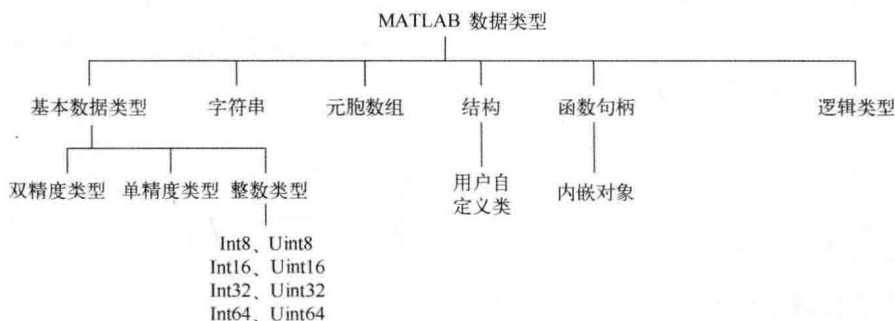 MATLAB 数据类型
基本数据类型 字符串 元胞数组 结构 函数句柄 逻辑类型
双精度类型 单精度类型 整数类型 用户自定义类 内嵌对象
Int8、Uint8
Int16、Uint16
Int32、Uint32
Int64、Uint64